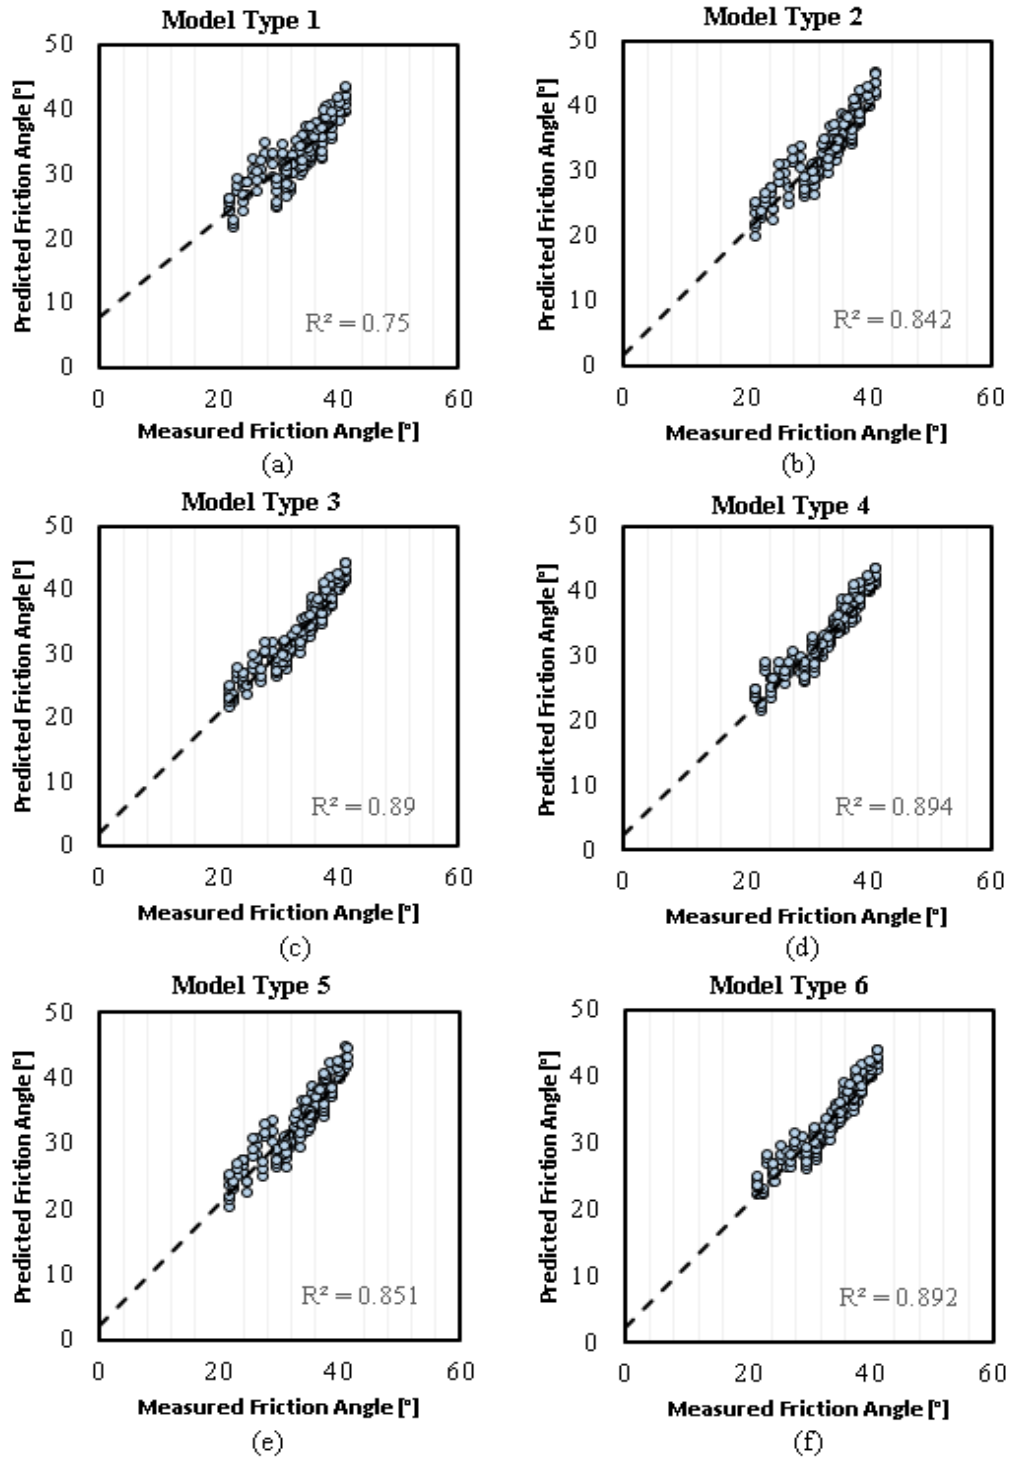 Model Type 1
Predicted Friction Angle [°]
50
40
30
20
10
0
R² = 0.75
0 20 40 60
Measured Friction Angle [°]
(a)
Model Type 2
Predicted Friction Angle [°]
50
40
30
20
10
0
R² = 0.842
0 20 40 60
Measured Friction Angle [°]
(b)
Model Type 3
Predicted Friction Angle [°]
50
40
30
20
10
0
R² = 0.89
0 20 40 60
Measured Friction Angle [°]
(c)
Model Type 4
Predicted Friction Angle [°]
50
40
30
20
10
0
R² = 0.894
0 20 40 60
Measured Friction Angle [°]
(d)
Model Type 5
Predicted Friction Angle [°]
50
40
30
20
10
0
R² = 0.851
0 20 40 60
Measured Friction Angle [°]
(e)
Model Type 6
Predicted Friction Angle [°]
50
40
30
20
10
0
R² = 0.892
0 20 40 60
Measured Friction Angle [°]
(f)